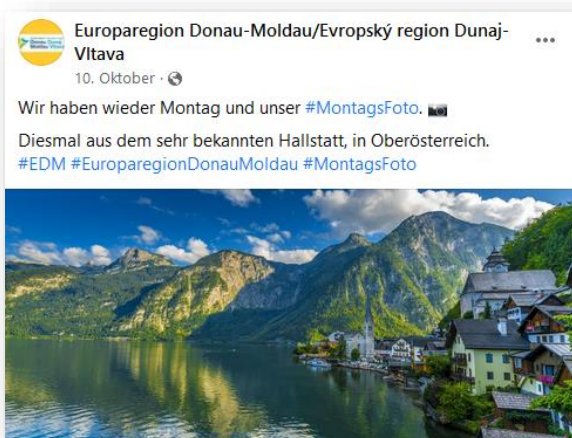 Europaregion Donau-Moldau/Evropský region Dunaj-
Vltava
10. Oktober
Wir haben wieder Montag und unser #MontagsFoto. 📷
Diesmal aus dem sehr bekannten Hallstatt, in Oberösterreich.
#EDM #EuroparegionDonauMoldau #MontagsFoto